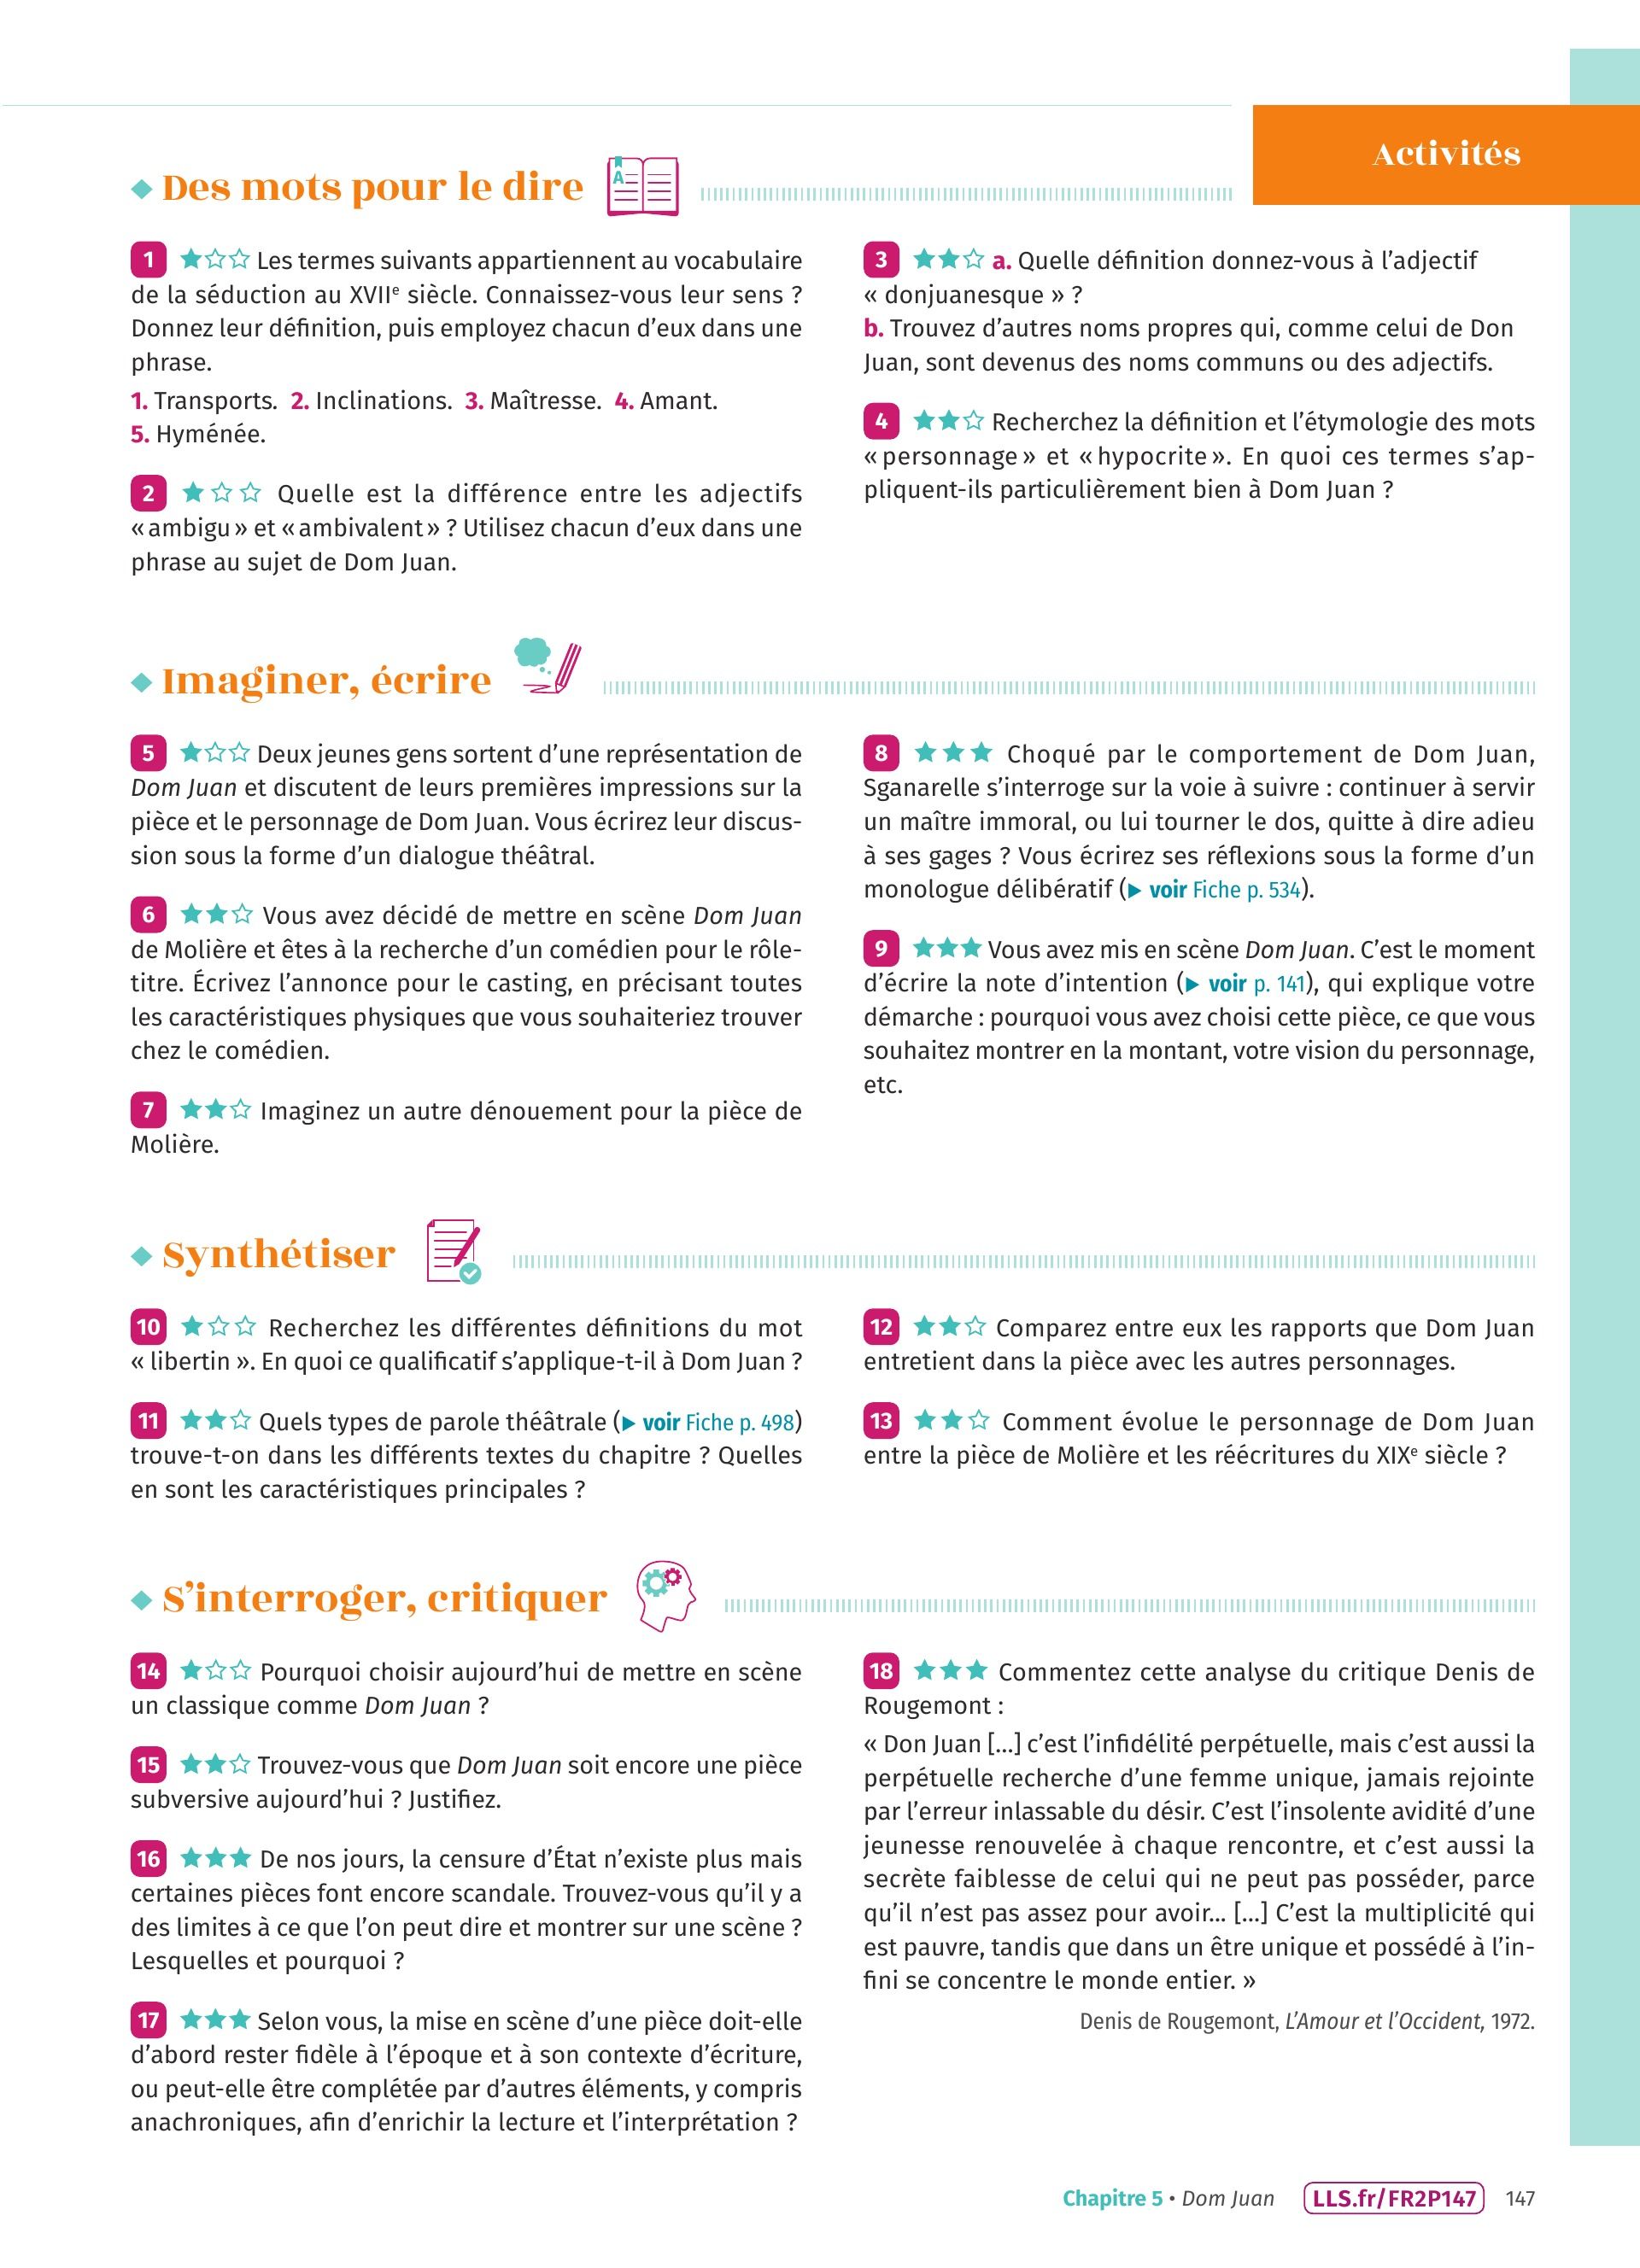 Activités
Des mots pour le dire
A
1 Les termes suivants appartiennent au vocabulaire
de la séduction au XVIIe siècle. Connaissez-vous leur sens ?
Donnez leur définition, puis employez chacun d’eux dans une
phrase.
1. Transports. 2. Inclinations. 3. Maîtresse. 4. Amant.
5. Hyménée.
2 Quelle est la différence entre les adjectifs
« ambigu » et « ambivalent » ? Utilisez chacun d’eux dans une
phrase au sujet de Dom Juan.
3 a. Quelle définition donnez-vous à l’adjectif
« donjuanesque » ?
b. Trouvez d’autres noms propres qui, comme celui de Don
Juan, sont devenus des noms communs ou des adjectifs.
4 Recherchez la définition et l’étymologie des mots
« personnage » et « hypocrite ». En quoi ces termes s’ap-
pliquent-ils particulièrement bien à Dom Juan ?
Imaginer, écrire
5 Deux jeunes gens sortent d’une représentation de
Dom Juan et discutent de leurs premières impressions sur la
pièce et le personnage de Dom Juan. Vous écrirez leur discus-
sion sous la forme d’un dialogue théâtral.
6 Vous avez décidé de mettre en scène Dom Juan
de Molière et êtes à la recherche d’un comédien pour le rôle-
titre. Écrivez l’annonce pour le casting, en précisant toutes
les caractéristiques physiques que vous souhaiteriez trouver
chez le comédien.
7 Imaginez un autre dénouement pour la pièce de
Molière.
8 Choqué par le comportement de Dom Juan,
Sganarelle s’interroge sur la voie à suivre : continuer à servir
un maître immoral, ou lui tourner le dos, quitte à dire adieu
à ses gages ? Vous écrirez ses réflexions sous la forme d’un
monologue délibératif (▶ voir Fiche p. 534).
9 Vous avez mis en scène Dom Juan. C’est le moment
d’écrire la note d’intention (▶ voir p. 141), qui explique votre
démarche : pourquoi vous avez choisi cette pièce, ce que vous
souhaitez montrer en la montant, votre vision du personnage,
etc.
Synthétiser
10 Recherchez les différentes définitions du mot
« libertin ». En quoi ce qualificatif s’applique-t-il à Dom Juan ?
11 Quels types de parole théâtrale (▶ voir Fiche p. 498)
trouve-t-on dans les différents textes du chapitre ? Quelles
en sont les caractéristiques principales ?
12 Comparez entre eux les rapports que Dom Juan
entretient dans la pièce avec les autres personnages.
13 Comment évolue le personnage de Dom Juan
entre la pièce de Molière et les réécritures du XIXe siècle ?
S’interroger, critiquer
14 Pourquoi choisir aujourd’hui de mettre en scène
un classique comme Dom Juan ?
15 Trouvez-vous que Dom Juan soit encore une pièce
subversive aujourd’hui ? Justifiez.
16 De nos jours, la censure d’État n’existe plus mais
certaines pièces font encore scandale. Trouvez-vous qu’il y a
des limites à ce que l’on peut dire et montrer sur une scène ?
Lesquelles et pourquoi ?
17 Selon vous, la mise en scène d’une pièce doit-elle
d’abord rester fidèle à l’époque et à son contexte d’écriture,
ou peut-elle être complétée par d’autres éléments, y compris
anachroniques, afin d’enrichir la lecture et l’interprétation ?
18 Commentez cette analyse du critique Denis de
Rougemont :
« Don Juan [...] c’est l’infidélité perpétuelle, mais c’est aussi la
perpétuelle recherche d’une femme unique, jamais rejointe
par l’erreur inlassable du désir. C’est l’insolente avidité d’une
jeunesse renouvelée à chaque rencontre, et c’est aussi la
secrète faiblesse de celui qui ne peut pas posséder, parce
qu’il n’est pas assez pour avoir... [...] C’est la multiplicité qui
est pauvre, tandis que dans un être unique et possédé à l’in-
fini se concentre le monde entier. »
Denis de Rougemont, L’Amour et l’Occident, 1972.
Chapitre 5 • Dom Juan LLS.fr/FR2P147 147